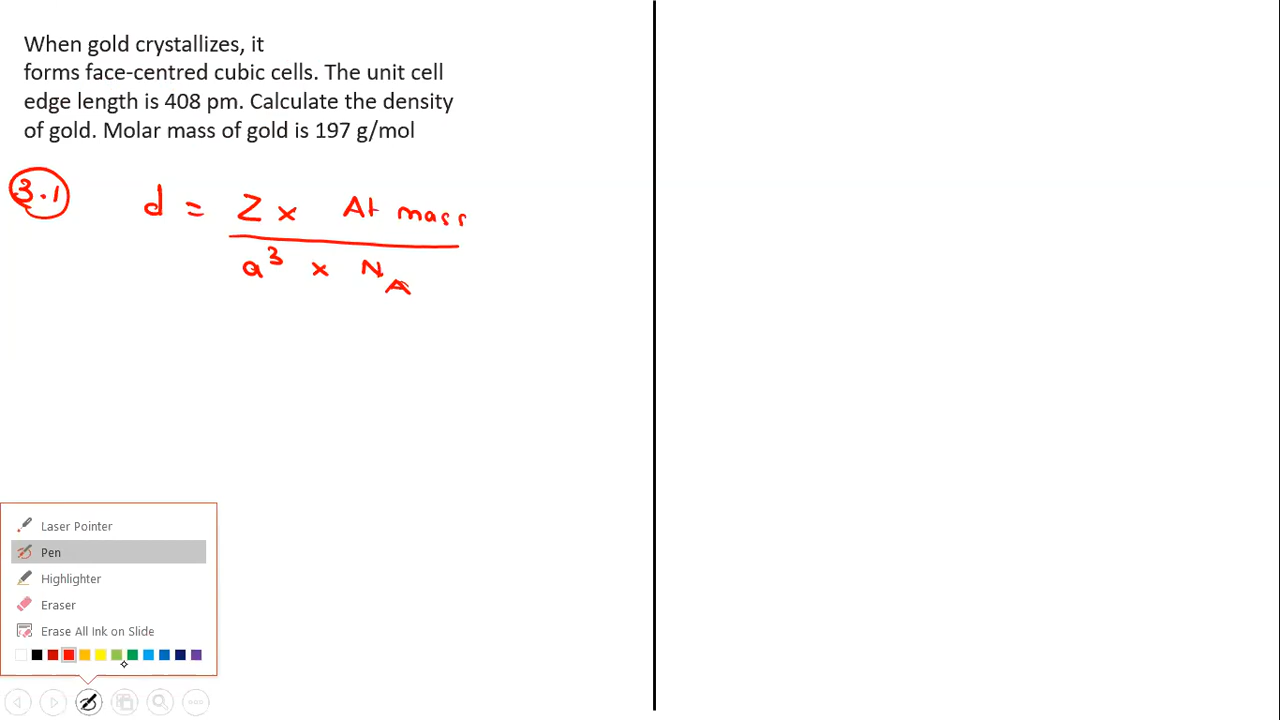 When gold crystallizes, it
forms face-centred cubic cells. The unit cell
edge length is 408 pm. Calculate the density
of gold. Molar mass of gold is 197 g/mol
3.1
d = Z x At mass
a³ x N_A
Laser Pointer
Pen
Highlighter
Eraser
Erase All Ink on Slide